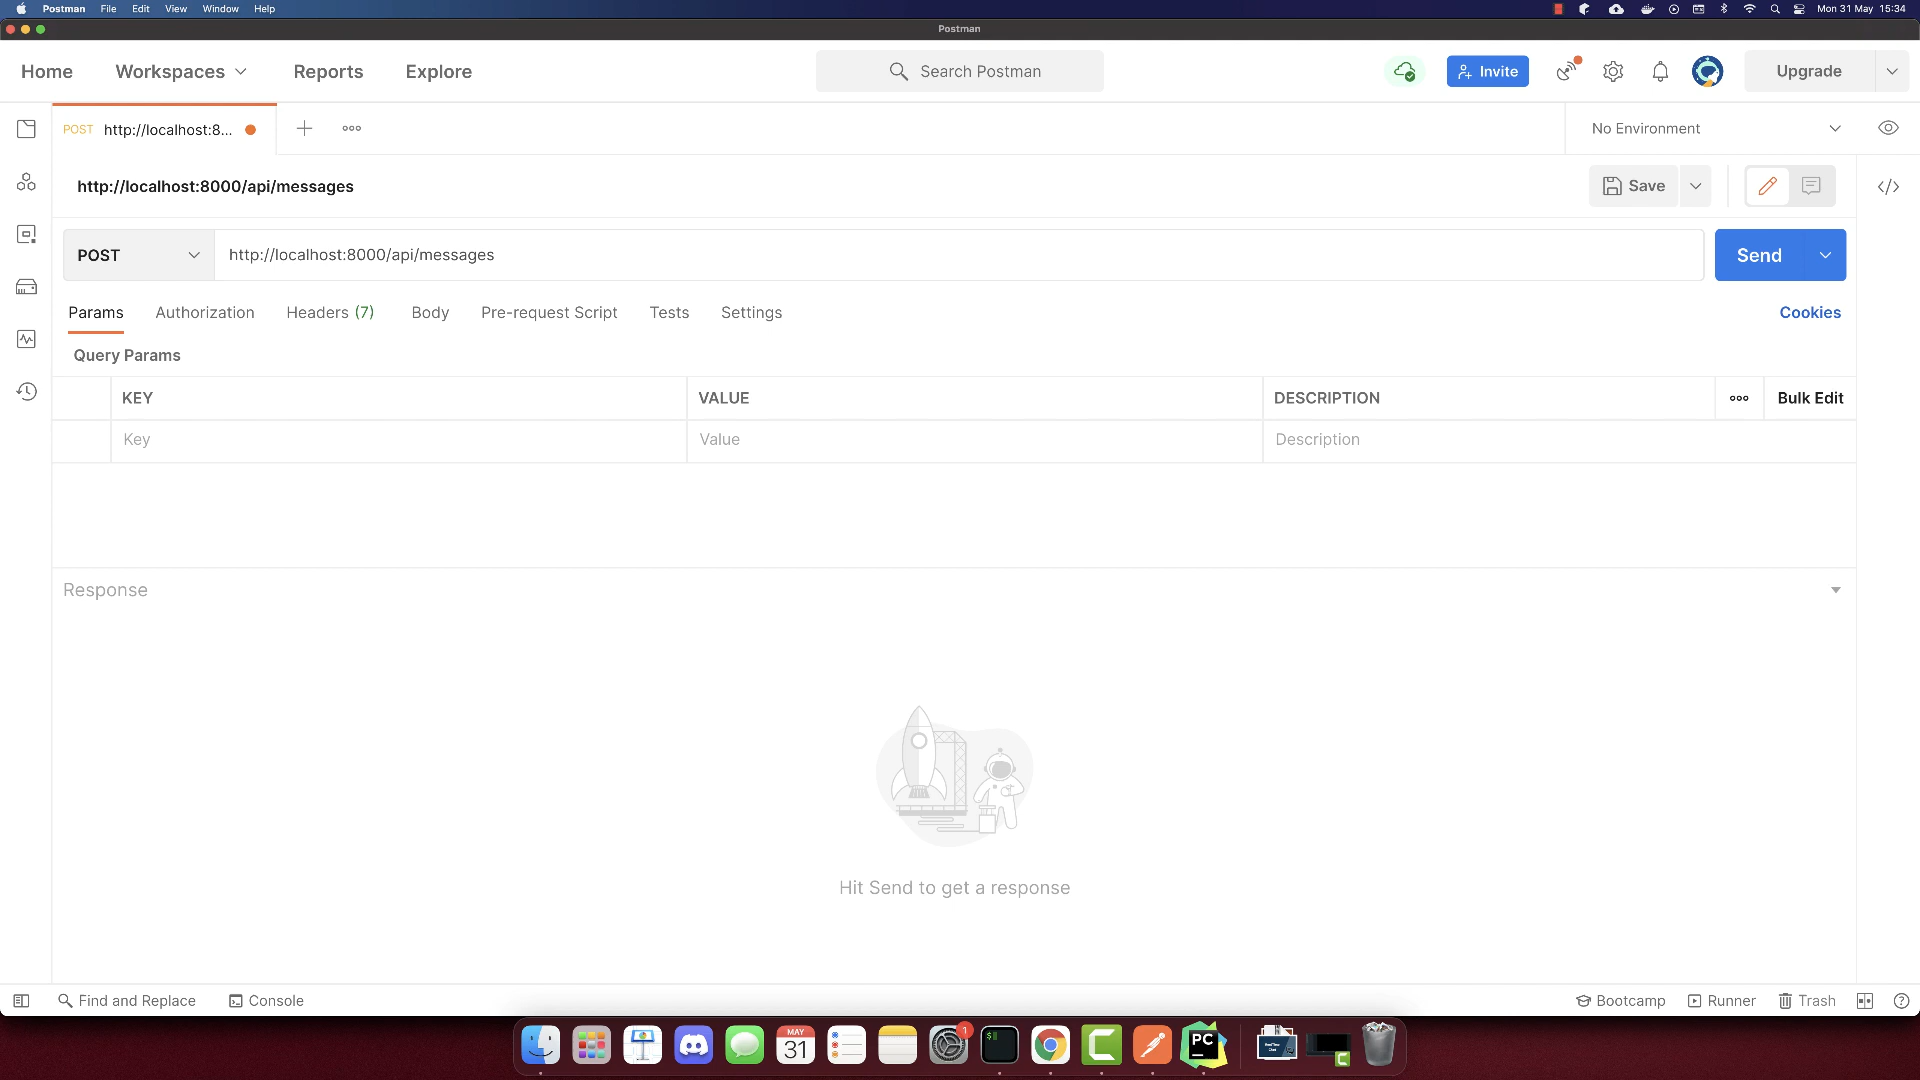 Postman File Edit View Window Help
Mon 31 May 15:34
Postman
Home Workspaces Reports Explore
Search Postman
Invite
Upgrade
POST http://localhost:8...
No Environment
http://localhost:8000/api/messages
Save
POST http://localhost:8000/api/messages
Send
Params Authorization Headers (7) Body Pre-request Script Tests Settings
Cookies
Query Params
KEY VALUE DESCRIPTION
Bulk Edit
Key Value Description
Response
Hit Send to get a response
Find and Replace Console
Bootcamp Runner Trash
MAY
31
1
$
PC